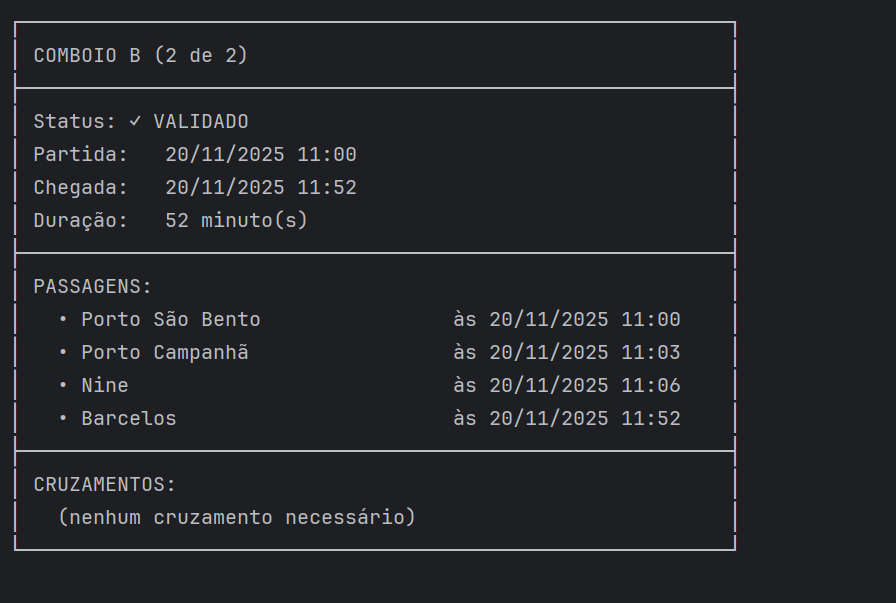 COMBOIO B (2 de 2)
Status: ✓ VALIDADO
Partida: 20/11/2025 11:00
Chegada: 20/11/2025 11:52
Duração: 52 minuto(s)
PASSAGENS:
• Porto São Bento às 20/11/2025 11:00
• Porto Campanhã às 20/11/2025 11:03
• Nine às 20/11/2025 11:06
• Barcelos às 20/11/2025 11:52
CRUZAMENTOS:
(nenhum cruzamento necessário)